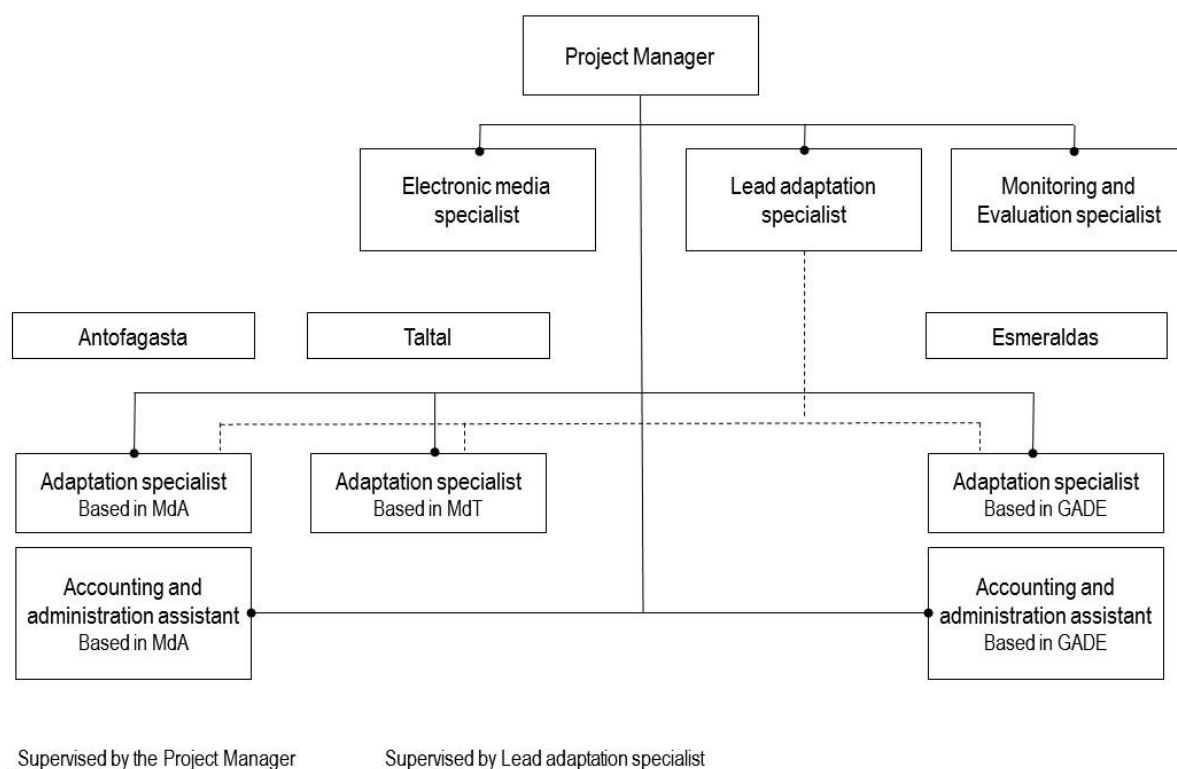 Project Manager
Electronic media
specialist
Lead adaptation
specialist
Monitoring and
Evaluation specialist
Antofagasta
Taltal
Esmeraldas
Adaptation specialist
Based in MdA
Adaptation specialist
Based in MdT
Adaptation specialist
Based in GADE
Accounting and
administration assistant
Based in MdA
Accounting and
administration assistant
Based in GADE
Supervised by the Project Manager
Supervised by Lead adaptation specialist